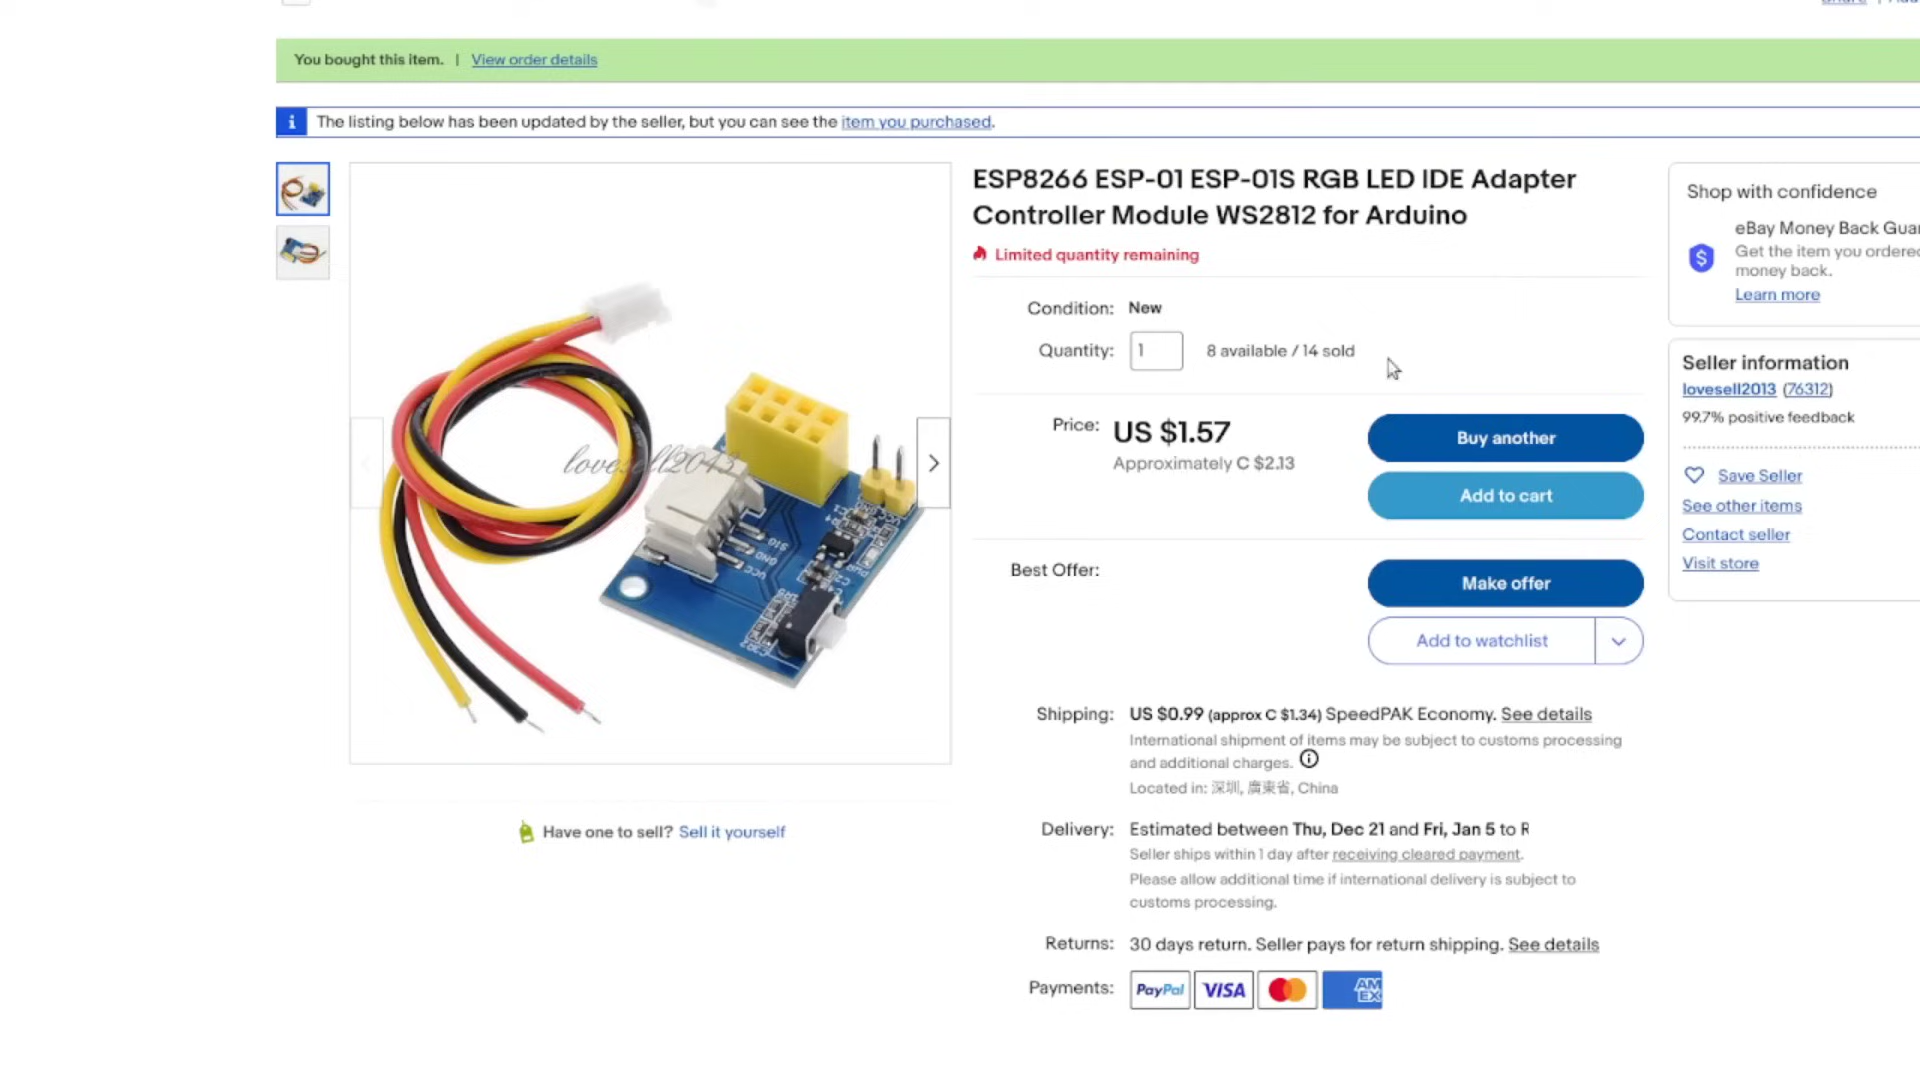 You bought this item. | View order details
The listing below has been updated by the seller, but you can see the item you purchased.
ESP8266 ESP-01 ESP-01S RGB LED IDE Adapter
Controller Module WS2812 for Arduino
Limited quantity remaining
Condition: New
Quantity: 1 8 available / 14 sold
Price: US $1.57
Approximately C $2.13
Buy another
Add to cart
Best Offer:
Make offer
Add to watchlist
Shipping: US $0.99 (approx C $1.34) SpeedPAK Economy. See details
International shipment of items may be subject to customs processing
and additional charges.
Located in: 深圳, 廣東省, China
Delivery: Estimated between Thu, Dec 21 and Fri, Jan 5 to R
Seller ships within 1 day after receiving cleared payment.
Please allow additional time if international delivery is subject to
customs processing.
Returns: 30 days return. Seller pays for return shipping. See details
Payments: PayPal VISA AM EX
lovesell2013
SIG
GND
VCC
Have one to sell? Sell it yourself
Shop with confidence
eBay Money Back Guar
Get the item you ordered
money back.
Learn more
Seller information
lovesell2013 (76312)
99.7% positive feedback
Save Seller
See other items
Contact seller
Visit store